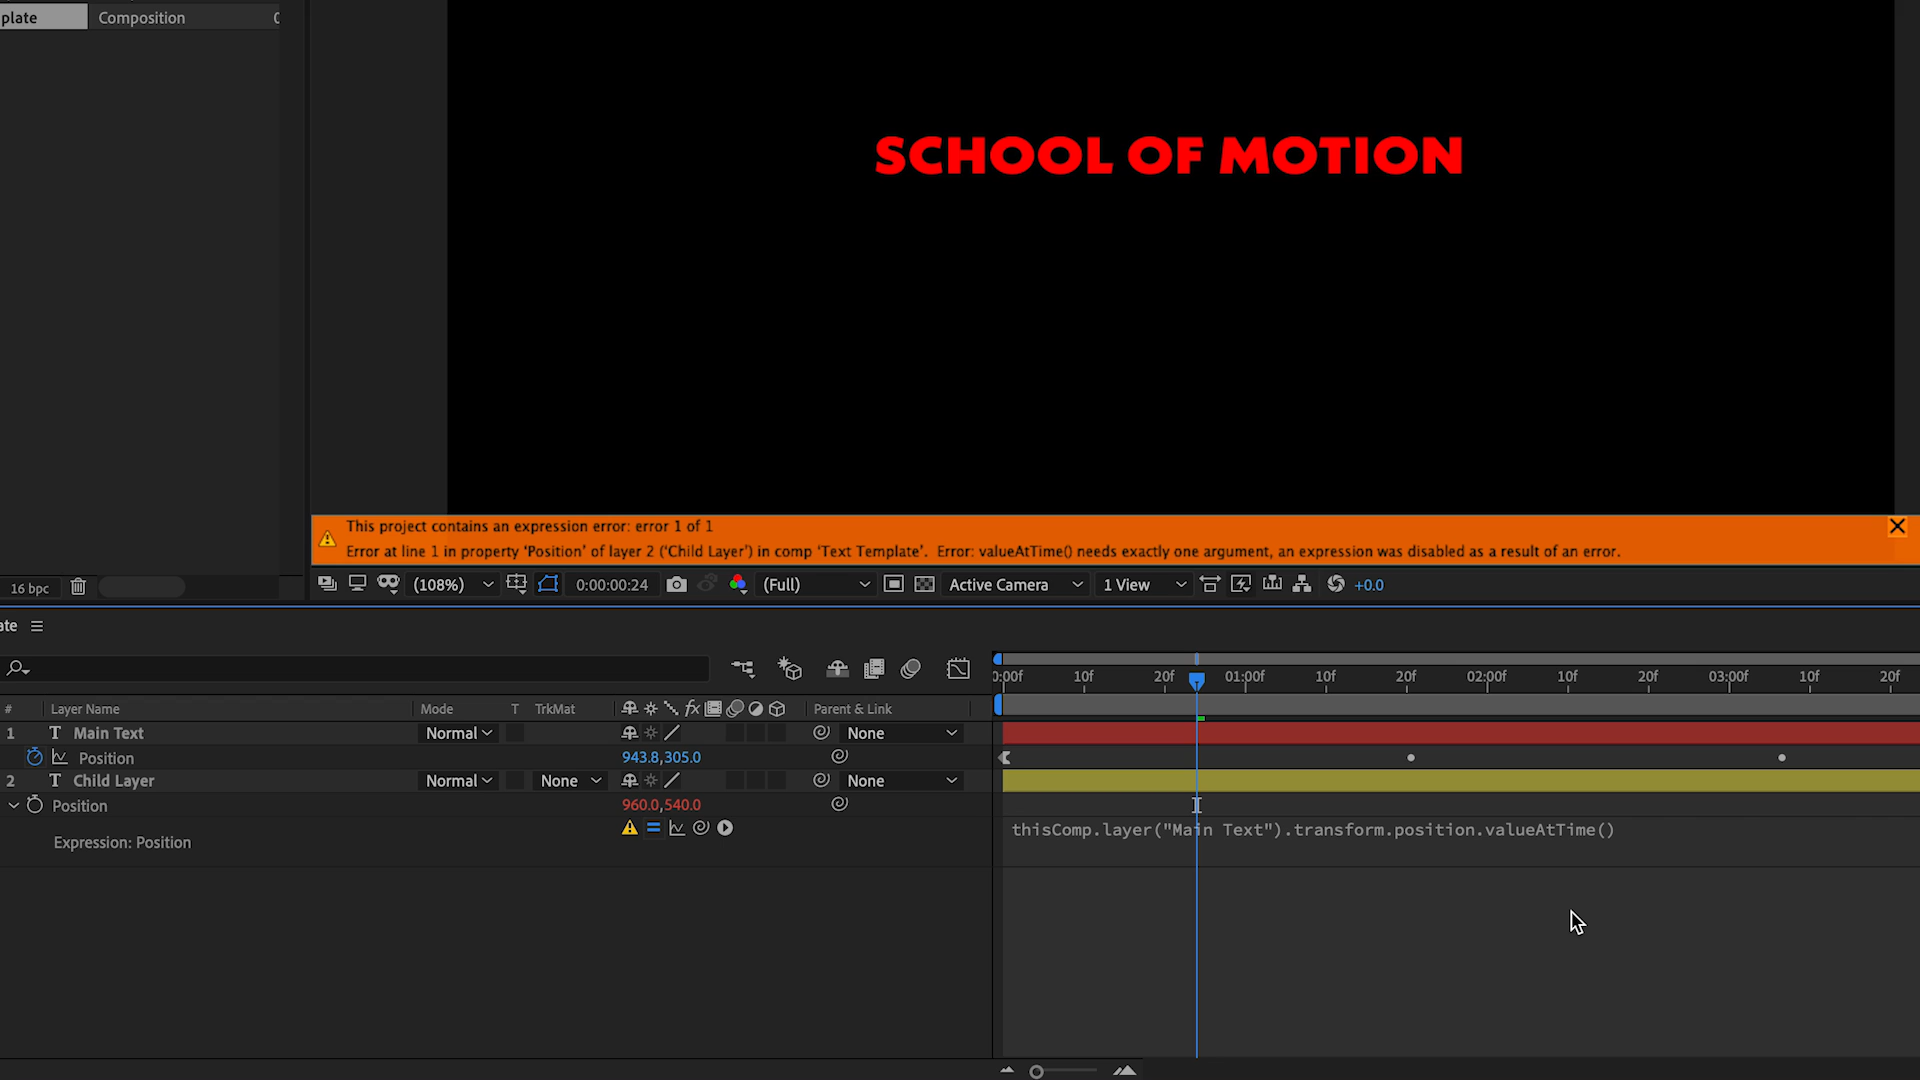 plate Composition
SCHOOL OF MOTION
This project contains an expression error: error 1 of 1
Error at line 1 in property 'Position' of layer 2 ('Child Layer') in comp 'Text Template'. Error: valueAtTime() needs exactly one argument, an expression was disabled as a result of an error.
16 bpc (108%) 0:00:00:24 (Full) Active Camera 1 View +0.0
ate
0:00f 10f 20f 01:00f 10f 20f 02:00f 10f 20f 03:00f 10f 20f
# Layer Name Mode T TrkMat fx Parent & Link
1 T Main Text Normal None
Position 943.8,305.0
2 T Child Layer Normal None None
Position 960.0,540.0
Expression: Position
thisComp.layer("Main Text").transform.position.valueAtTime()